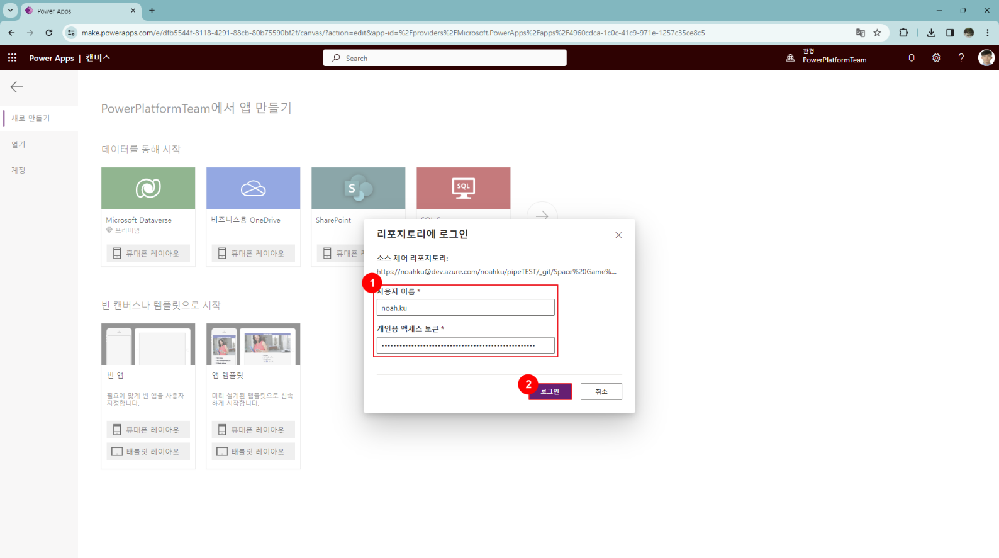 Power Apps
make.powerapps.com/e/dfb5544f-8118-4291-88cb-80b75590bf2f/canvas/?action=edit&app-id=%2Fproviders%2FMicrosoft.PowerApps%2Fapps%2F4960cdca-1c0c-41c9-971e-1257c35ce8c5
Power Apps | 캔버스
Search
환경
PowerPlatformTeam
PowerPlatformTeam에서 앱 만들기
새로 만들기
열기
계정
데이터를 통해 시작
S
SQL
Microsoft Dataverse
프리미엄
휴대폰 레이아웃
비즈니스용 OneDrive
휴대폰 레이아웃
SharePoint
휴대폰
리포지토리에 로그인
소스 제어 리포지토리:
https://noahku@dev.azure.com/noahku/pipeTEST/_git/Space%20Game%...
1
사용자 이름 *
noah.ku
개인용 액세스 토큰 *
2
로그인
취소
빈 캔버스나 템플릿으로 시작
빈 앱
필요에 맞게 빈 앱을 사용자
지정합니다.
휴대폰 레이아웃
태블릿 레이아웃
앱 템플릿
미리 설계된 템플릿으로 신속
하게 시작합니다.
휴대폰 레이아웃
태블릿 레이아웃